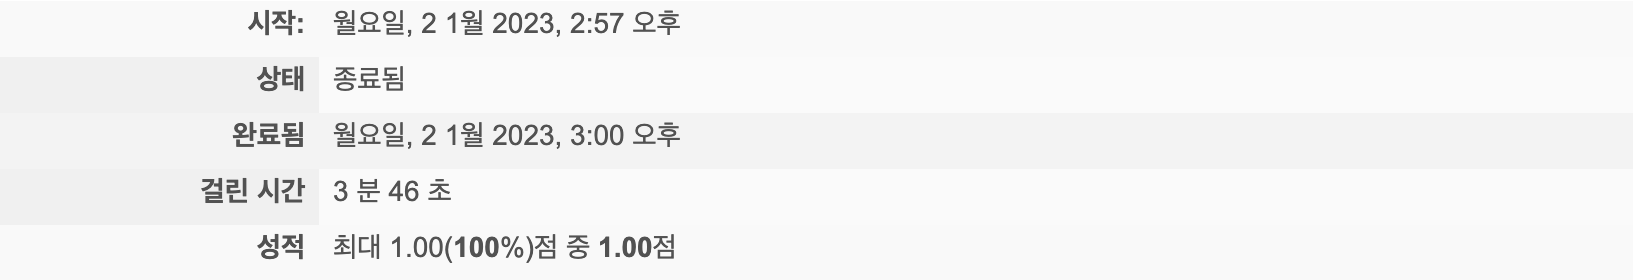 시작: 월요일, 2 1월 2023, 2:57 오후
상태 종료됨
완료됨 월요일, 2 1월 2023, 3:00 오후
걸린 시간 3 분 46 초
성적 최대 1.00(100%)점 중 1.00점